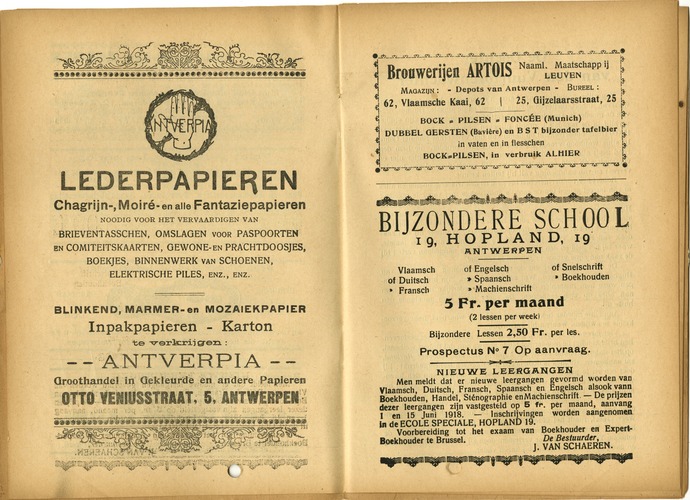 ANTVERPIA
LEDERPAPIEREN
Chagrijn-, Moiré- en alle Fantaziepapieren
NOODIG VOOR HET VERVAARDIGEN VAN
BRIEVENTASSCHEN, OMSLAGEN VOOR PASPOORTEN
EN COMITEITSKAARTEN, GEWONE- EN PRACHTDOOSJES,
BOEKJES, BINNENWERK VAN SCHOENEN,
ELEKTRISCHE PILES, ENZ., ENZ.
BLINKEND, MARMER- EN MOZAIEKPAPIER
Inpakpapieren - Karton
te verkrijgen :
-- ANTVERPIA --
Groothandel in Gekleurde en andere Papieren
OTTO VENIUSSTRAAT. 5, ANTWERPEN
Brouwerijen ARTOIS Naaml. Maatschappij
LEUVEN
MAGAZIJN : - Depots van Antwerpen - BUREEL :
62, Vlaamsche Kaai, 62 | 25, Gijzelaarsstraat, 25
BOCK - PILSEN - FONCÉE (Munich)
DUBBEL GERSTEN (Bavière) en B S T bijzonder tafelbier
in vaten en in flesschen
BOCK-PILSEN, in verbruik ALHIER
BIJZONDERE SCHOOL
19, HOPLAND, 19
ANTWERPEN
Vlaamsch of Engelsch of Snelschrift
of Duitsch » Spaansch » Boekhouden
» Fransch » Machienschrift
5 Fr. per maand
(2 lessen per week)
Bijzondere Lessen 2,50 Fr. per les.
Prospectus No 7 Op aanvraag.
NIEUWE LEERGANGEN
Men meldt dat er nieuwe leergangen gevormd worden van
Vlaamsch, Duitsch, Fransch, Spaansch en Engelsch alsook vann
Boekhouden, Handel, Sténographie en Machienschrift. — De prijzen
dezer leergangen zijn vastgesteld op 5 fr. per maand, aanvang
1 en 15 Juni 1918. — Inschrijvingen worden aangenomen
in de ECOLE SPECIALE, HOPLAND 19.
Voorbereiding tot het exaam van Boekhouder en Expert-
Boekhouder te Brussel. De Bestuurder,
J. VAN SCHAEREN.